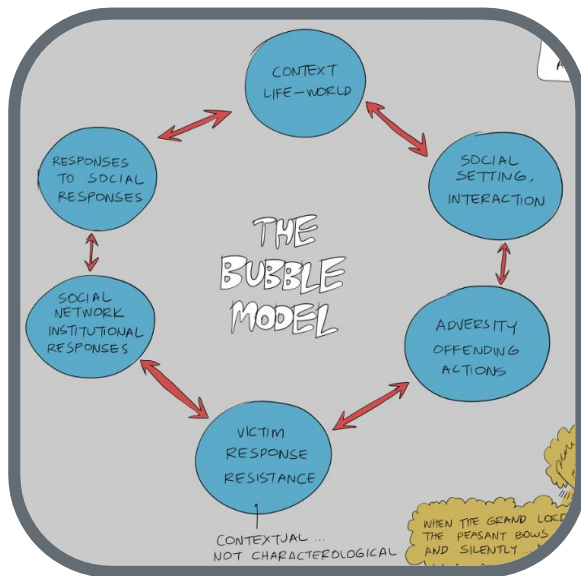 CONTEXT
LIFE-WORLD
RESPONSES
TO SOCIAL
RESPONSES
SOCIAL
SETTING,
INTERACTION
THE
BUBBLE
MODEL
SOCIAL
NETWORK
INSTITUTIONAL
RESPONSES
ADVERSITY
OFFENDING
ACTIONS
VICTIM
RESPONSE
RESISTANCE
CONTEXTUAL ...
NOT CHARACTEROLOGICAL
WHEN THE GRAND LORD
THE PEASANT BOWS
AND SILENTLY ...